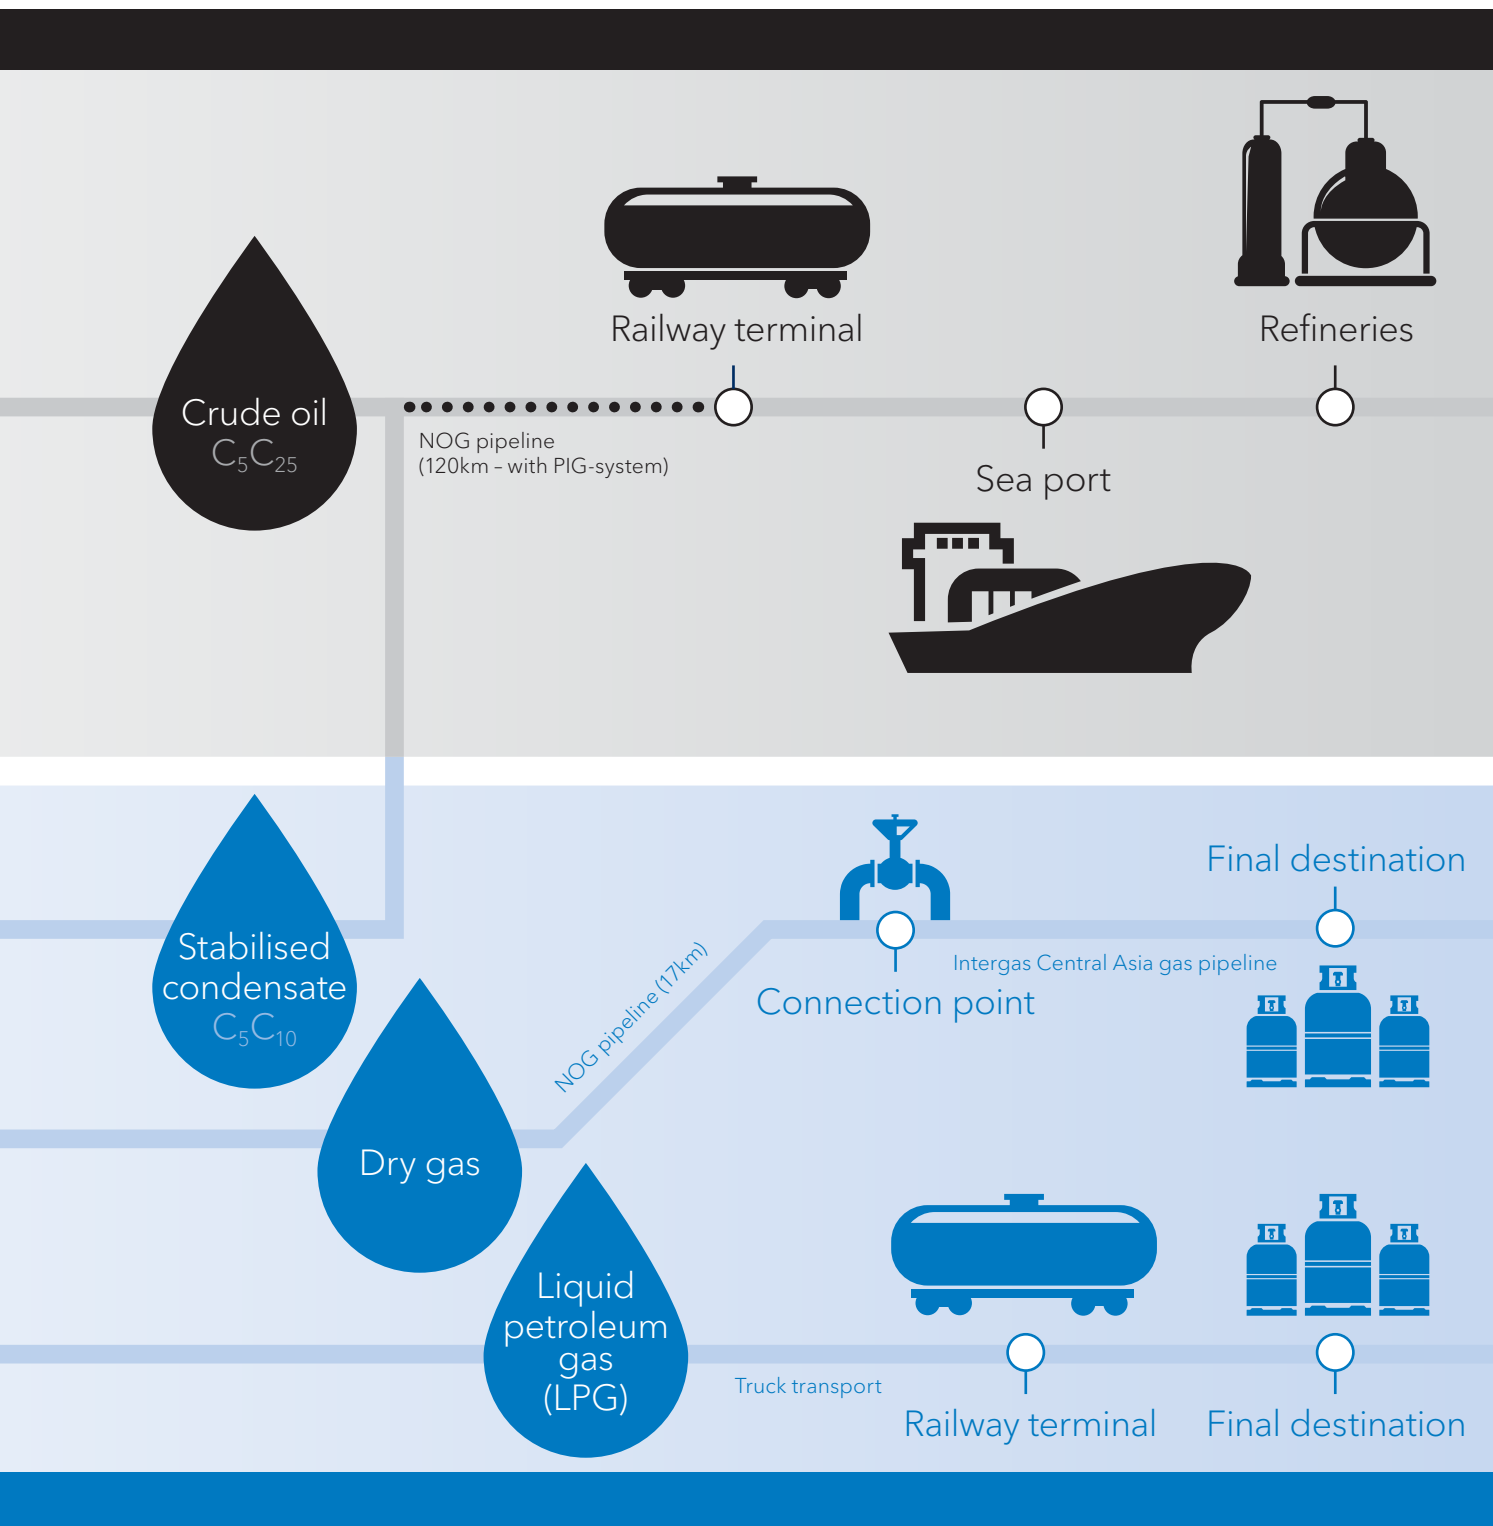 Railway terminal
Refineries
Crude oil
C₅C₂₅
NOG pipeline
(120km – with PIG-system)
Sea port
Final destination
Stabilised
condensate
C₅C₁₀
NOG pipeline (17km)
Intergas Central Asia gas pipeline
Connection point
Dry gas
Liquid
petroleum
gas
(LPG)
Truck transport
Railway terminal
Final destination